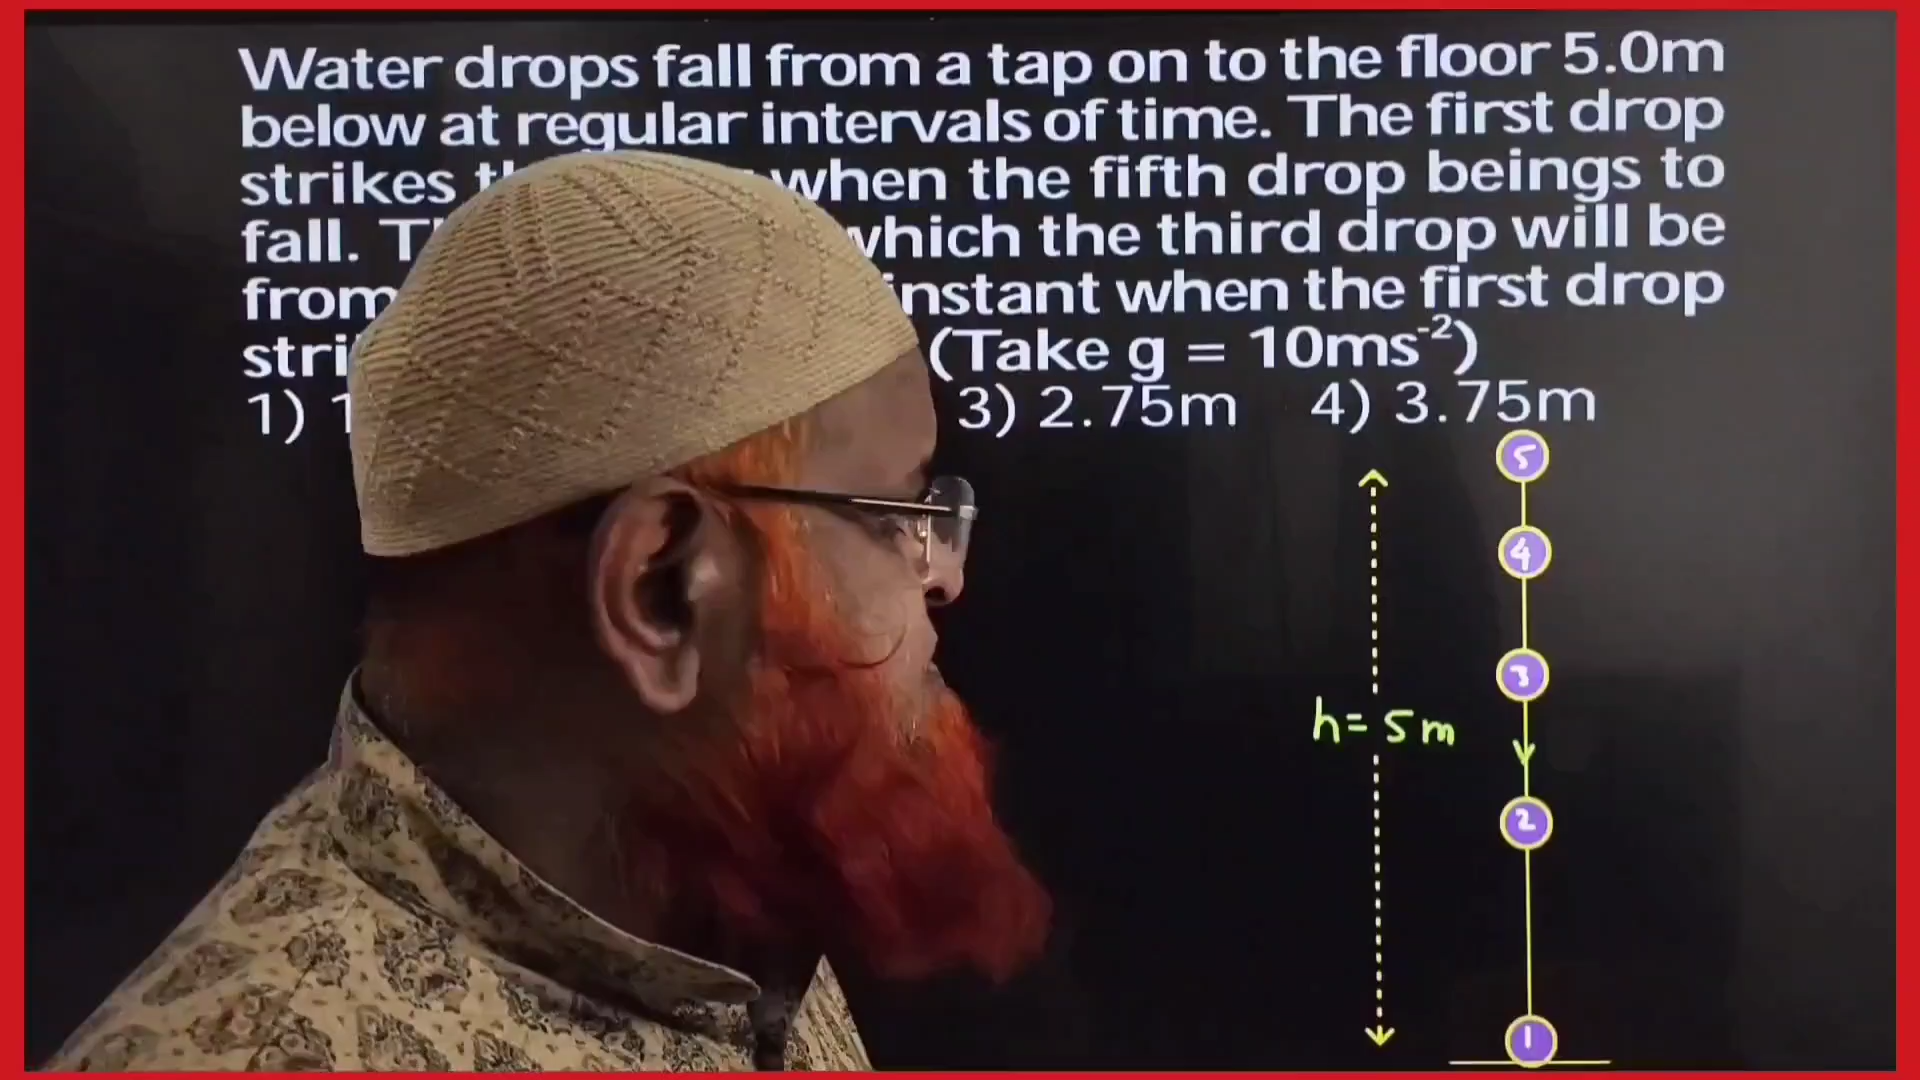 Water drops fall from a tap on to the floor 5.0m
below at regular intervals of time. The first drop
strikes when the fifth drop beings to
fall. which the third drop will be
from instant when the first drop
(Take g = 10ms⁻²)
1) 3) 2.75m 4) 3.75m
5
4
3
h = 5 m
2
1